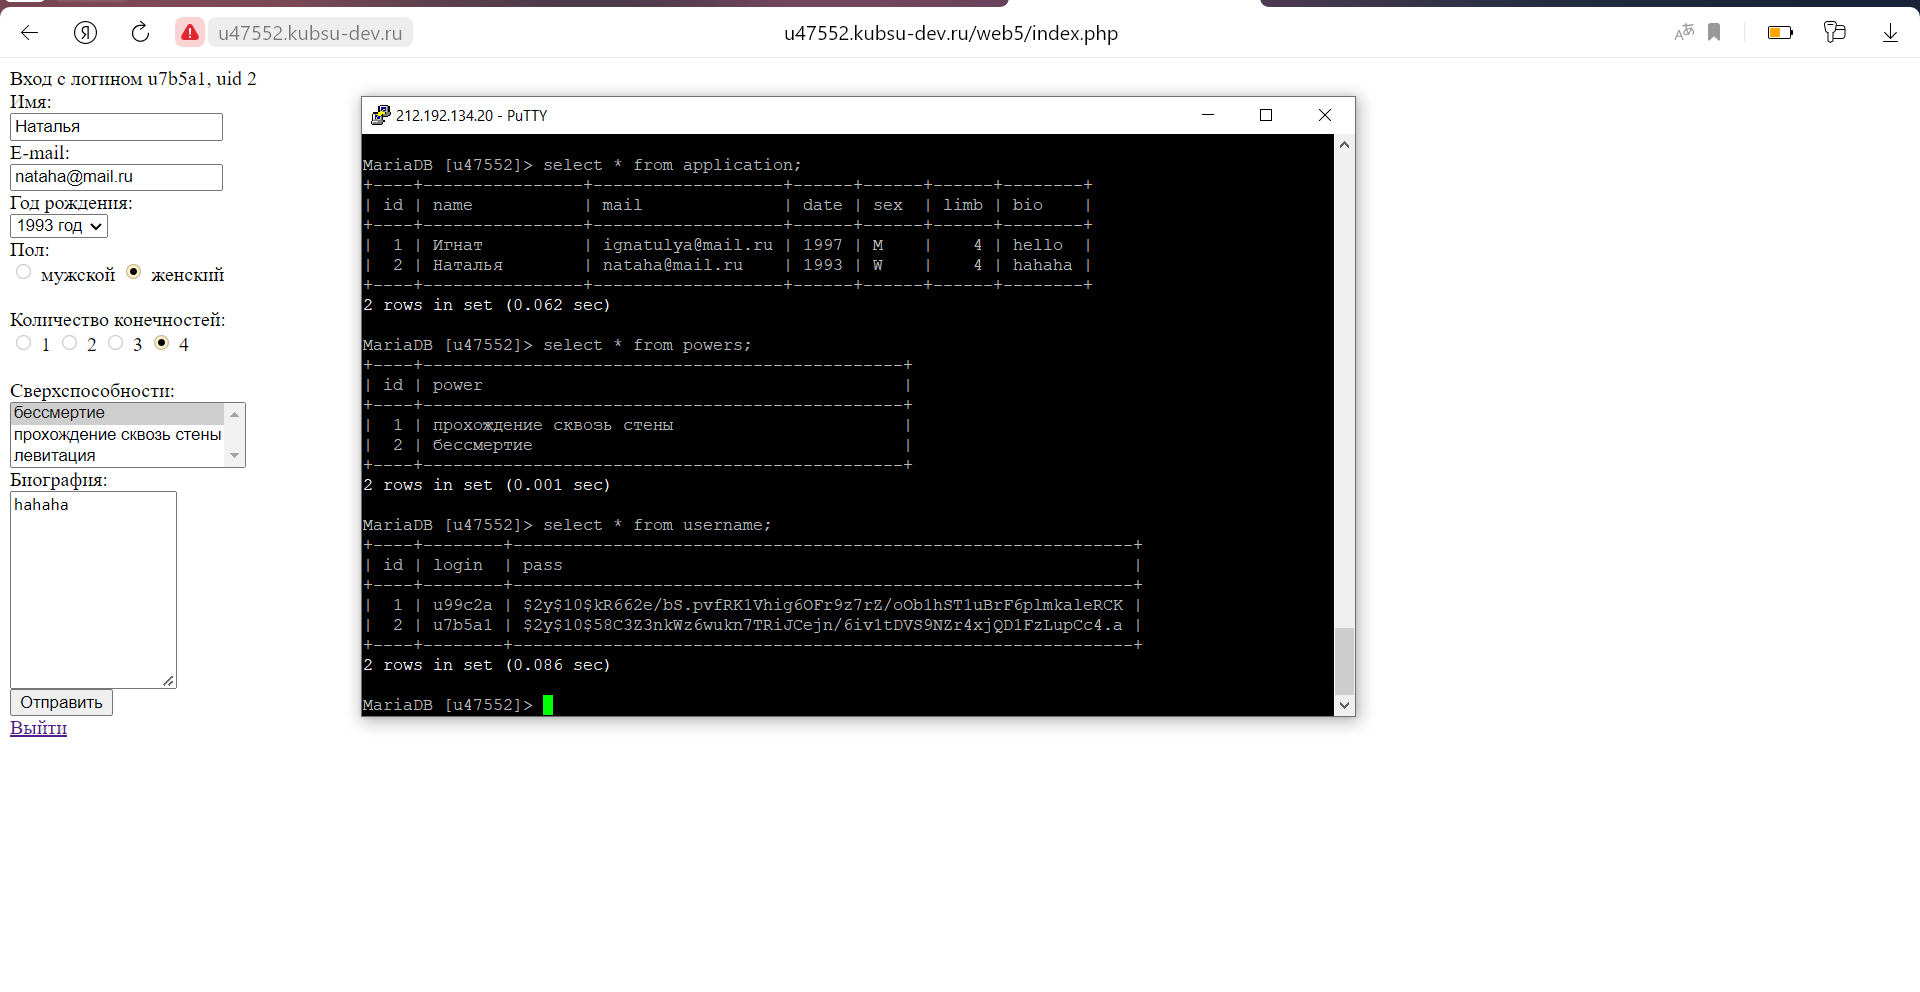 u47552.kubsu-dev.ru
u47552.kubsu-dev.ru/web5/index.php
Вход с логином u7b5a1, uid 2
Имя:
Наталья
E-mail:
nataha@mail.ru
Год рождения:
1993 год
Пол:
мужской женский
Количество конечностей:
1 2 3 4
Сверхспособности:
бессмертие
прохождение сквозь стены
левитация
Биография:
hahaha
Отправить
Выйти
212.192.134.20 - PuTTY
MariaDB [u47552]> select * from application;
+----+----------------+-------------------+------+------+------+--------+
| id | name | mail | date | sex | limb | bio |
+----+----------------+-------------------+------+------+------+--------+
| 1 | Игнат | ignatulya@mail.ru | 1997 | M | 4 | hello |
| 2 | Наталья | nataha@mail.ru | 1993 | W | 4 | hahaha |
+----+----------------+-------------------+------+------+------+--------+
2 rows in set (0.062 sec)
MariaDB [u47552]> select * from powers;
+----+------------------------------------------------+
| id | power |
+----+------------------------------------------------+
| 1 | прохождение сквозь стены |
| 2 | бессмертие |
+----+------------------------------------------------+
2 rows in set (0.001 sec)
MariaDB [u47552]> select * from username;
+----+--------+--------------------------------------------------------------+
| id | login | pass |
+----+--------+--------------------------------------------------------------+
| 1 | u99c2a | $2y$10$kR662e/bS.pvfRK1Vhig6OFr9z7rZ/oOb1hST1uBrF6plmkaleRCK |
| 2 | u7b5a1 | $2y$10$58C3Z3nkWz6wukn7TRiJCejn/6iv1tDVS9NZr4xjQD1FzLupCc4.a |
+----+--------+--------------------------------------------------------------+
2 rows in set (0.086 sec)
MariaDB [u47552]>